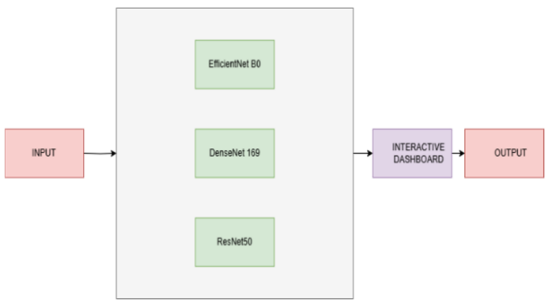 EfficientNet B0
INPUT
DenseNet 169
INTERACTIVE
DASHBOARD
OUTPUT
ResNet50